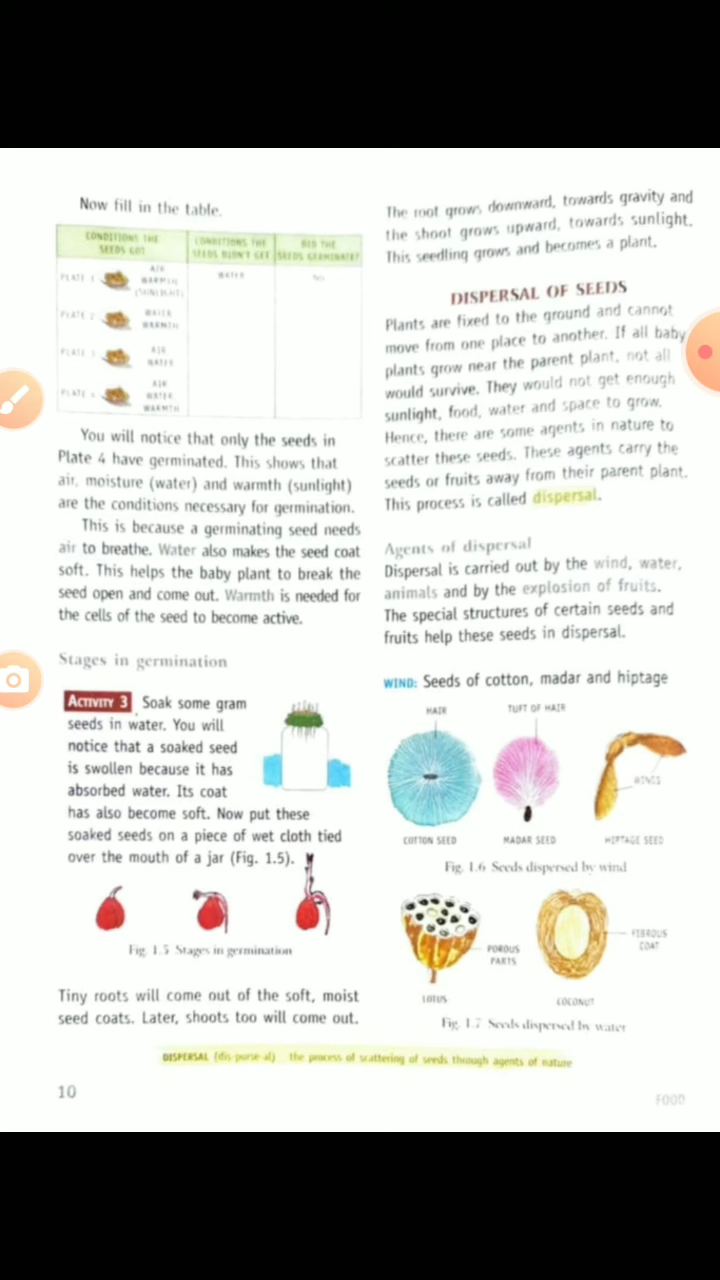 Now fill in the table.
CONDITIONS THE
SEEDS GOT
CONDITIONS THE
SEEDS DIDN'T GET
DID THE
SEEDS GERMINATE?
PLATE 1
AIR
WARMTH
(SUNLIGHT)
WATER
No
PLATE 2
WATER
WARMTH
PLATE 3
AIR
WATER
PLATE 4
AIR
WATER
WARMTH
You will notice that only the seeds in
Plate 4 have germinated. This shows that
air, moisture (water) and warmth (sunlight)
are the conditions necessary for germination.
This is because a germinating seed needs
air to breathe. Water also makes the seed coat
soft. This helps the baby plant to break the
seed open and come out. Warmth is needed for
the cells of the seed to become active.
Stages in germination
ACTIVITY 3 Soak some gram
seeds in water. You will
notice that a soaked seed
is swollen because it has
absorbed water. Its coat
has also become soft. Now put these
soaked seeds on a piece of wet cloth tied
over the mouth of a jar (Fig. 1.5).
Fig. 1.5 Stages in germination
Tiny roots will come out of the soft, moist
seed coats. Later, shoots too will come out.
The root grows downward, towards gravity and
the shoot grows upward, towards sunlight.
This seedling grows and becomes a plant.
DISPERSAL OF SEEDS
Plants are fixed to the ground and cannot
move from one place to another. If all baby
plants grow near the parent plant, not all
would survive. They would not get enough
sunlight, food, water and space to grow.
Hence, there are some agents in nature to
scatter these seeds. These agents carry the
seeds or fruits away from their parent plant.
This process is called dispersal.
Agents of dispersal
Dispersal is carried out by the wind, water,
animals and by the explosion of fruits.
The special structures of certain seeds and
fruits help these seeds in dispersal.
WIND: Seeds of cotton, madar and hiptage
HAIR
TUFT OF HAIR
WINGS
COTTON SEED
MADAR SEED
HIPTAGE SEED
Fig. 1.6 Seeds dispersed by wind
POROUS
PARTS
FIBROUS
COAT
LOTUS
COCONUT
Fig. 1.7 Seeds dispersed by water
DISPERSAL (dis-purse-al) the process of scattering of seeds through agents of nature
10
FOOD